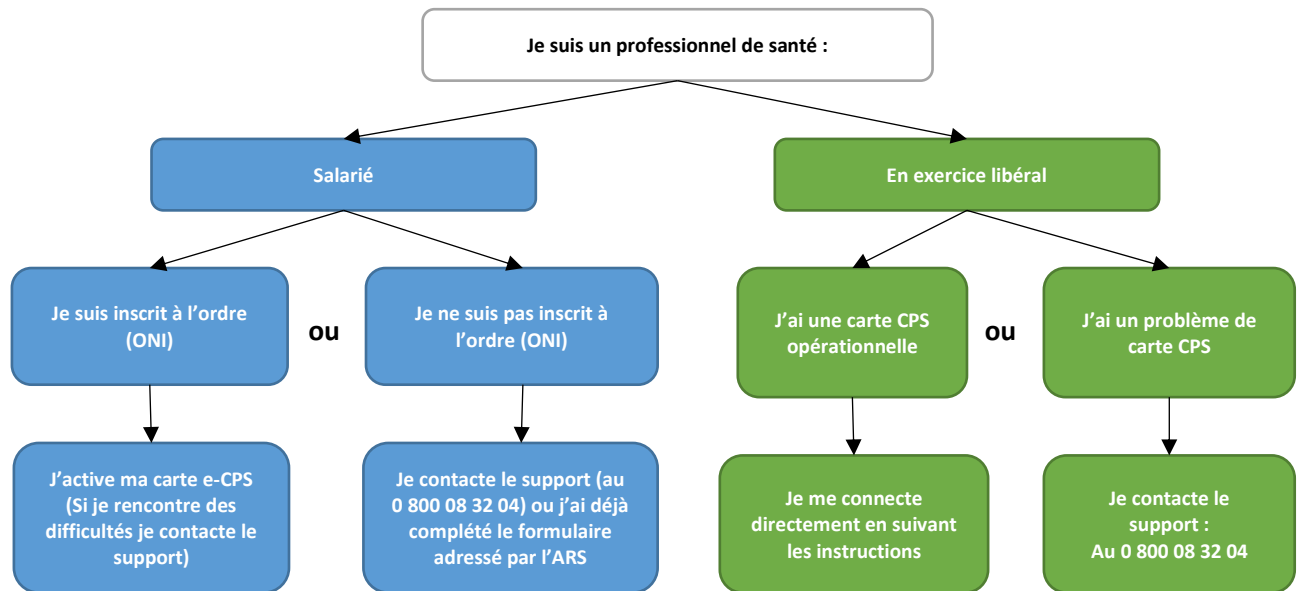 Je suis un professionnel de santé :
Salarié
En exercice libéral
Je suis inscrit à l’ordre
(ONI)
ou
Je ne suis pas inscrit à
l’ordre (ONI)
J’ai une carte CPS
opérationnelle
ou
J’ai un problème de
carte CPS
J’active ma carte e-CPS
(Si je rencontre des
difficultés je contacte le
support)
Je contacte le support (au
0 800 08 32 04) ou j’ai déjà
complété le formulaire
adressé par l’ARS
Je me connecte
directement en suivant
les instructions
Je contacte le
support :
Au 0 800 08 32 04